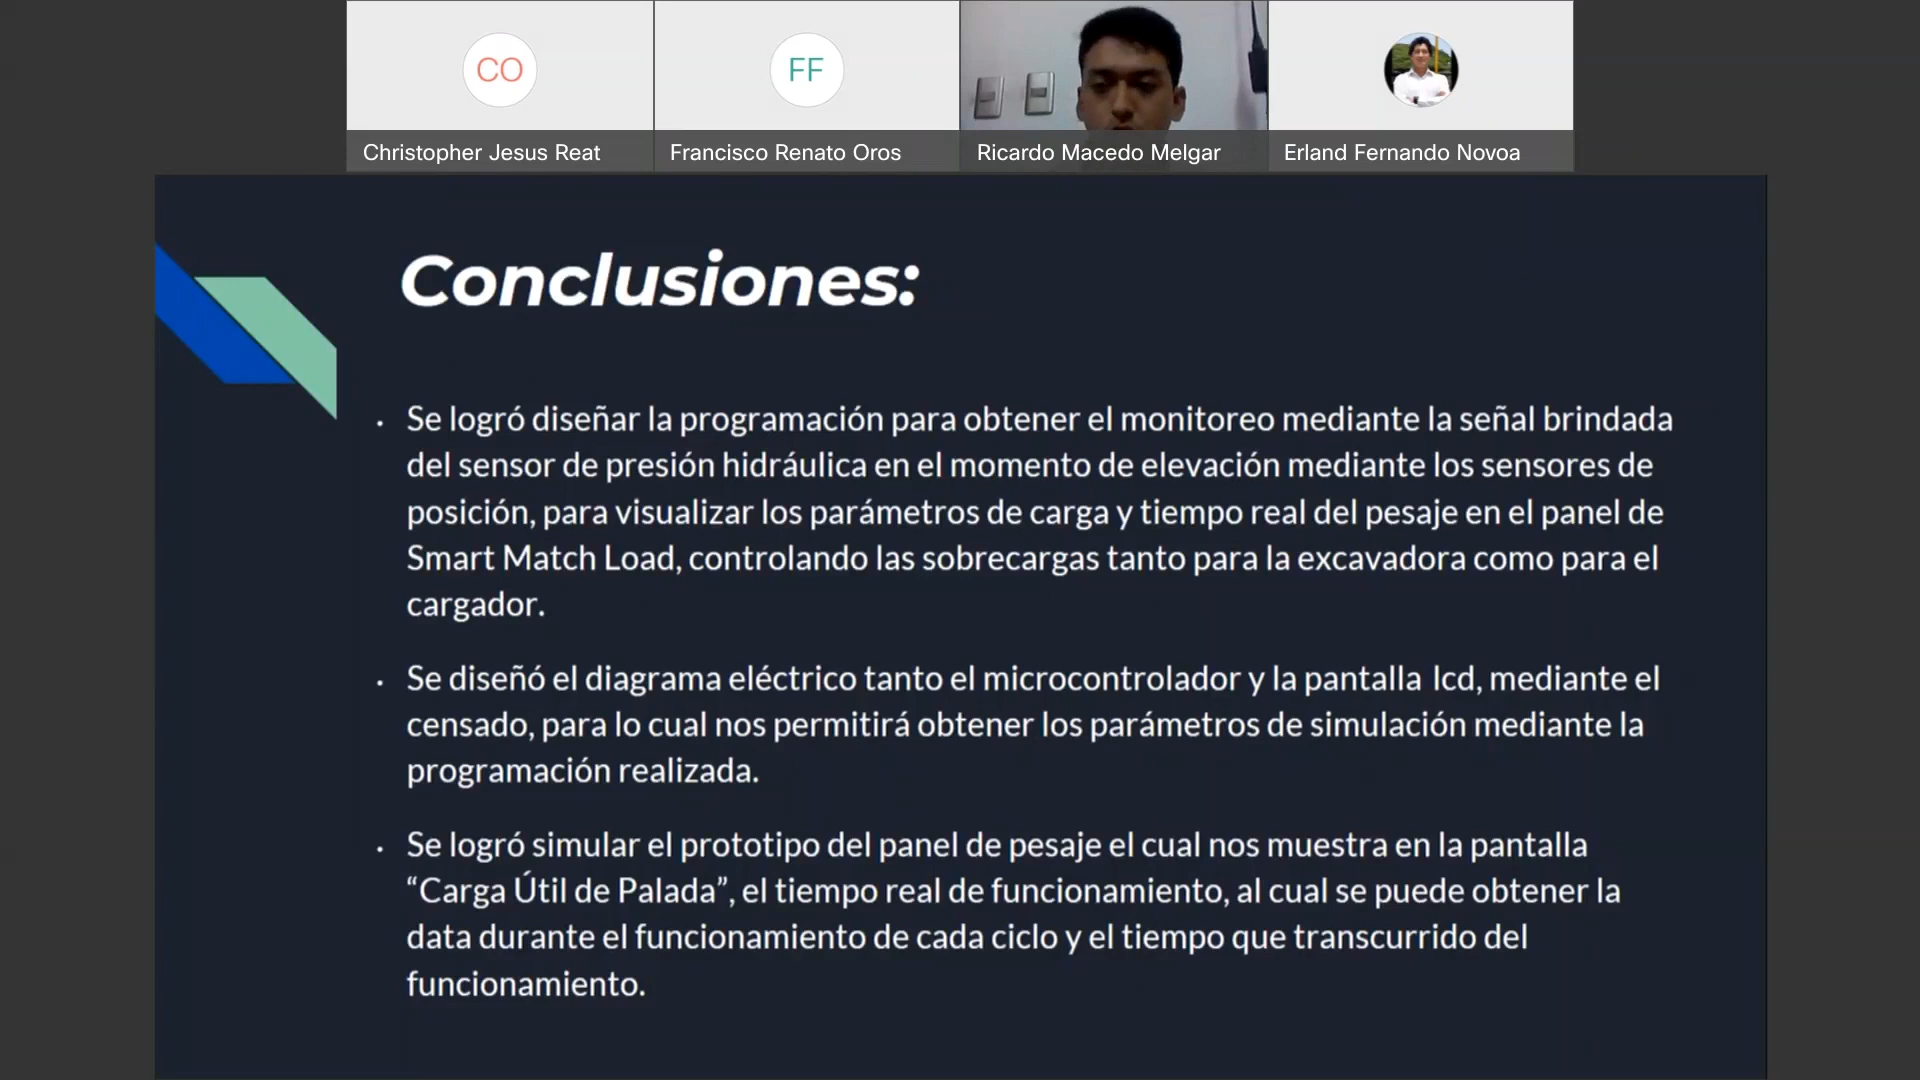 CO
FF
Christopher Jesus Reat
Francisco Renato Oros
Ricardo Macedo Melgar
Erland Fernando Novoa
Conclusiones:
• Se logró diseñar la programación para obtener el monitoreo mediante la señal brindada
del sensor de presión hidráulica en el momento de elevación mediante los sensores de
posición, para visualizar los parámetros de carga y tiempo real del pesaje en el panel de
Smart Match Load, controlando las sobrecargas tanto para la excavadora como para el
cargador.
• Se diseñó el diagrama eléctrico tanto el microcontrolador y la pantalla lcd, mediante el
censado, para lo cual nos permitirá obtener los parámetros de simulación mediante la
programación realizada.
• Se logró simular el prototipo del panel de pesaje el cual nos muestra en la pantalla
“Carga Útil de Palada”, el tiempo real de funcionamiento, al cual se puede obtener la
data durante el funcionamiento de cada ciclo y el tiempo que transcurrido del
funcionamiento.